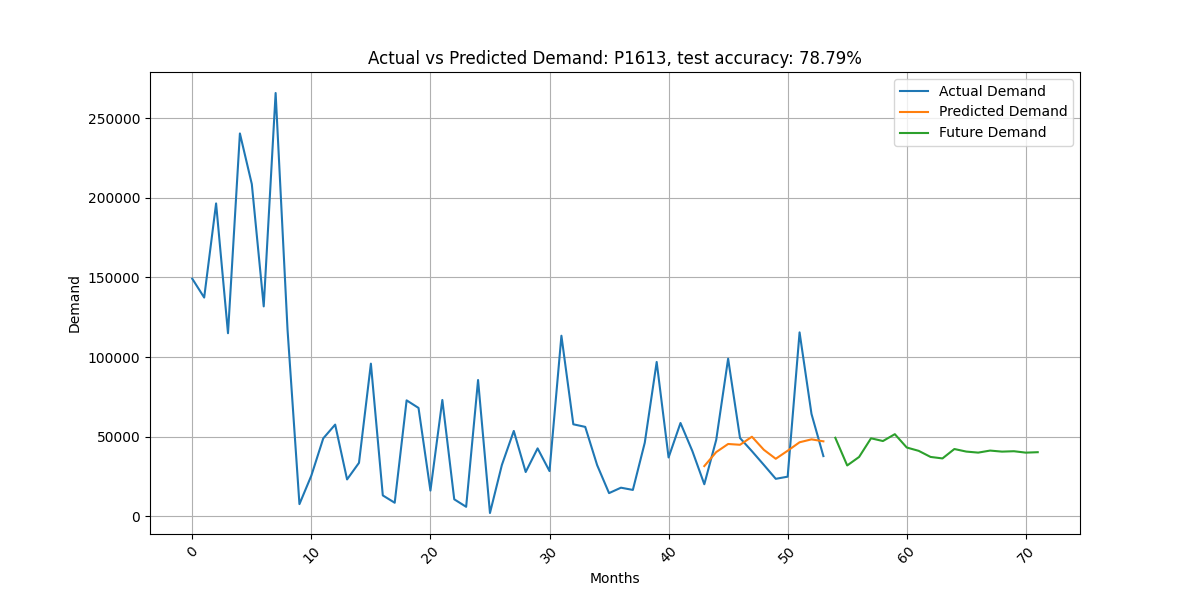 Actual vs Predicted Demand: P1613, test accuracy: 78.79%
Actual Demand
Predicted Demand
Future Demand
250000
200000
150000
100000
50000
0
Demand
0 10 20 30 40 50 60 70
Months